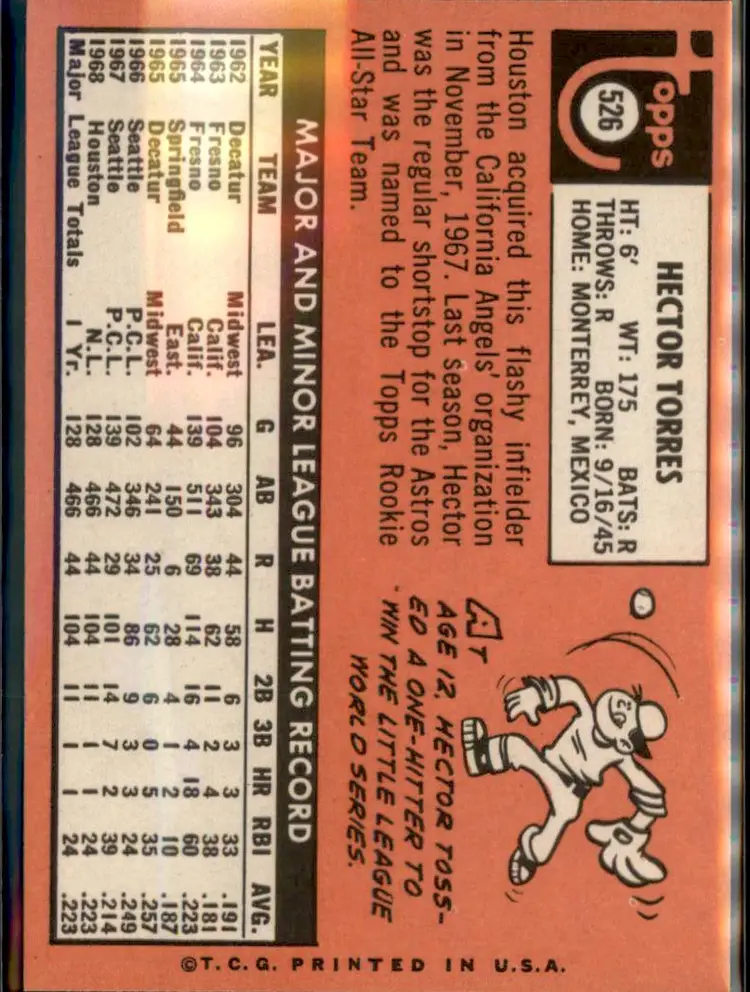 Topps
526
HECTOR TORRES
HT: 6' WT: 175 BATS: R
THROWS: R BORN: 9/16/45
HOME: MONTERREY, MEXICO
Houston acquired this flashy infielder
from the California Angels' organization
in November, 1967. Last season, Hector
was the regular shortstop for the Astros
and was named to the Topps Rookie
All-Star Team.
AT
AGE 12, HECTOR TOSS-
ED A ONE-HITTER TO
WIN THE LITTLE LEAGUE
WORLD SERIES.
MAJOR AND MINOR LEAGUE BATTING RECORD
YEAR TEAM LEA. G AB R H 2B 3B HR RBI AVG.
1962 Decatur Midwest 96 304 44 58 6 3 3 33 .191
1963 Fresno Calif. 104 343 38 62 11 2 4 38 .181
1964 Fresno Calif. 139 511 69 114 16 4 18 60 .223
1965 Springfield East. 44 150 6 28 4 1 2 10 .187
1965 Decatur Midwest 64 241 25 62 6 0 5 35 .257
1966 Seattle P.C.L. 102 346 34 86 9 3 3 24 .249
1967 Seattle P.C.L. 139 472 29 101 14 7 2 39 .214
1968 Houston N.L. 128 466 44 104 11 1 1 24 .223
Major League Totals 1 Yr. 128 466 44 104 11 1 1 24 .223
©T.C.G. PRINTED IN U.S.A.